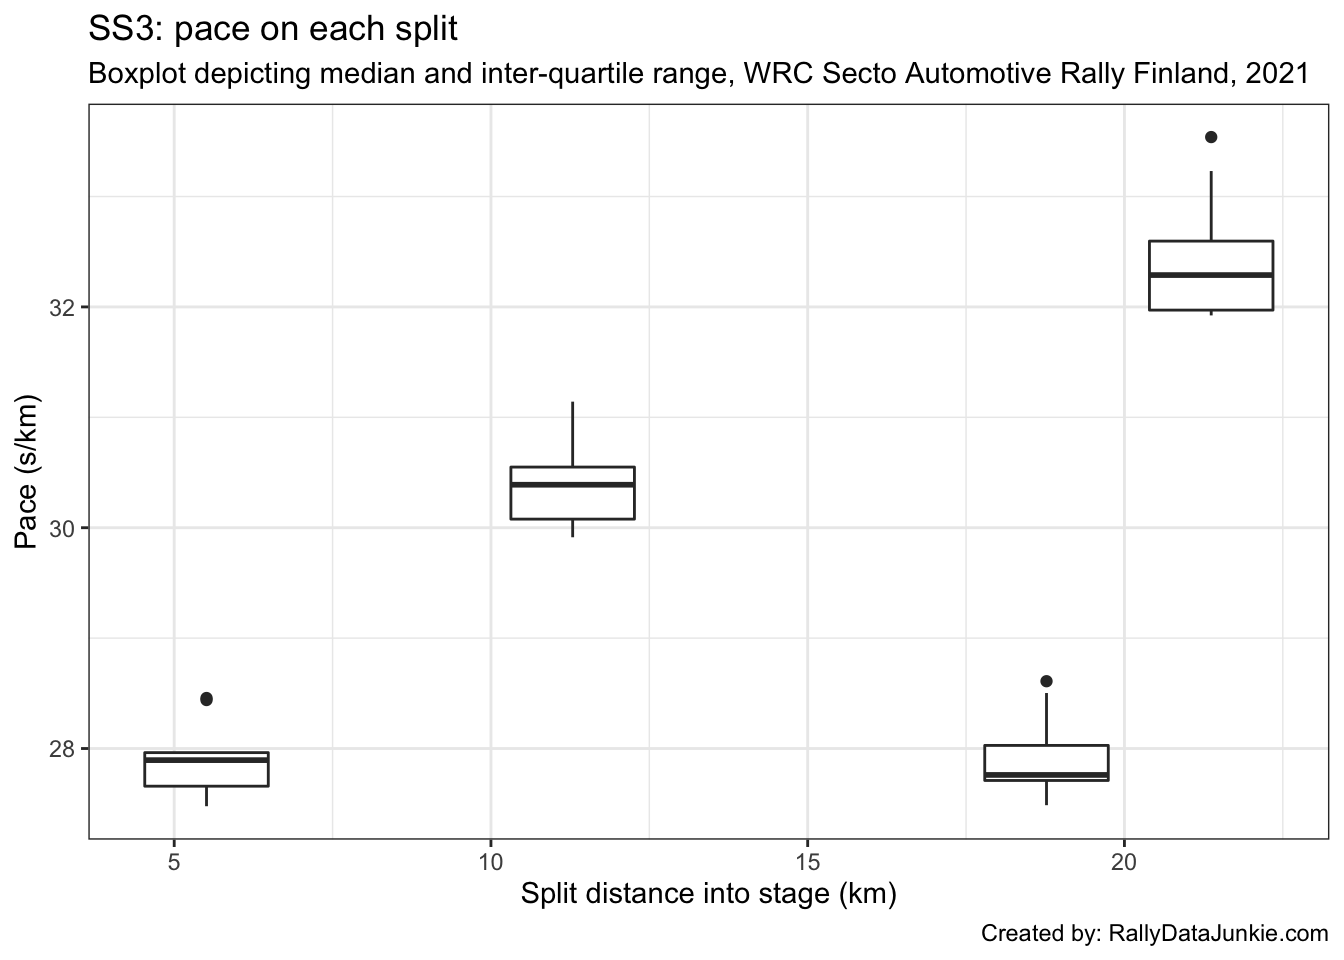 SS3: pace on each split
Boxplot depicting median and inter-quartile range, WRC Secto Automotive Rally Finland, 2021
Pace (s/km)
32
30
28
5 10 15 20
Split distance into stage (km)
Created by: RallyDataJunkie.com